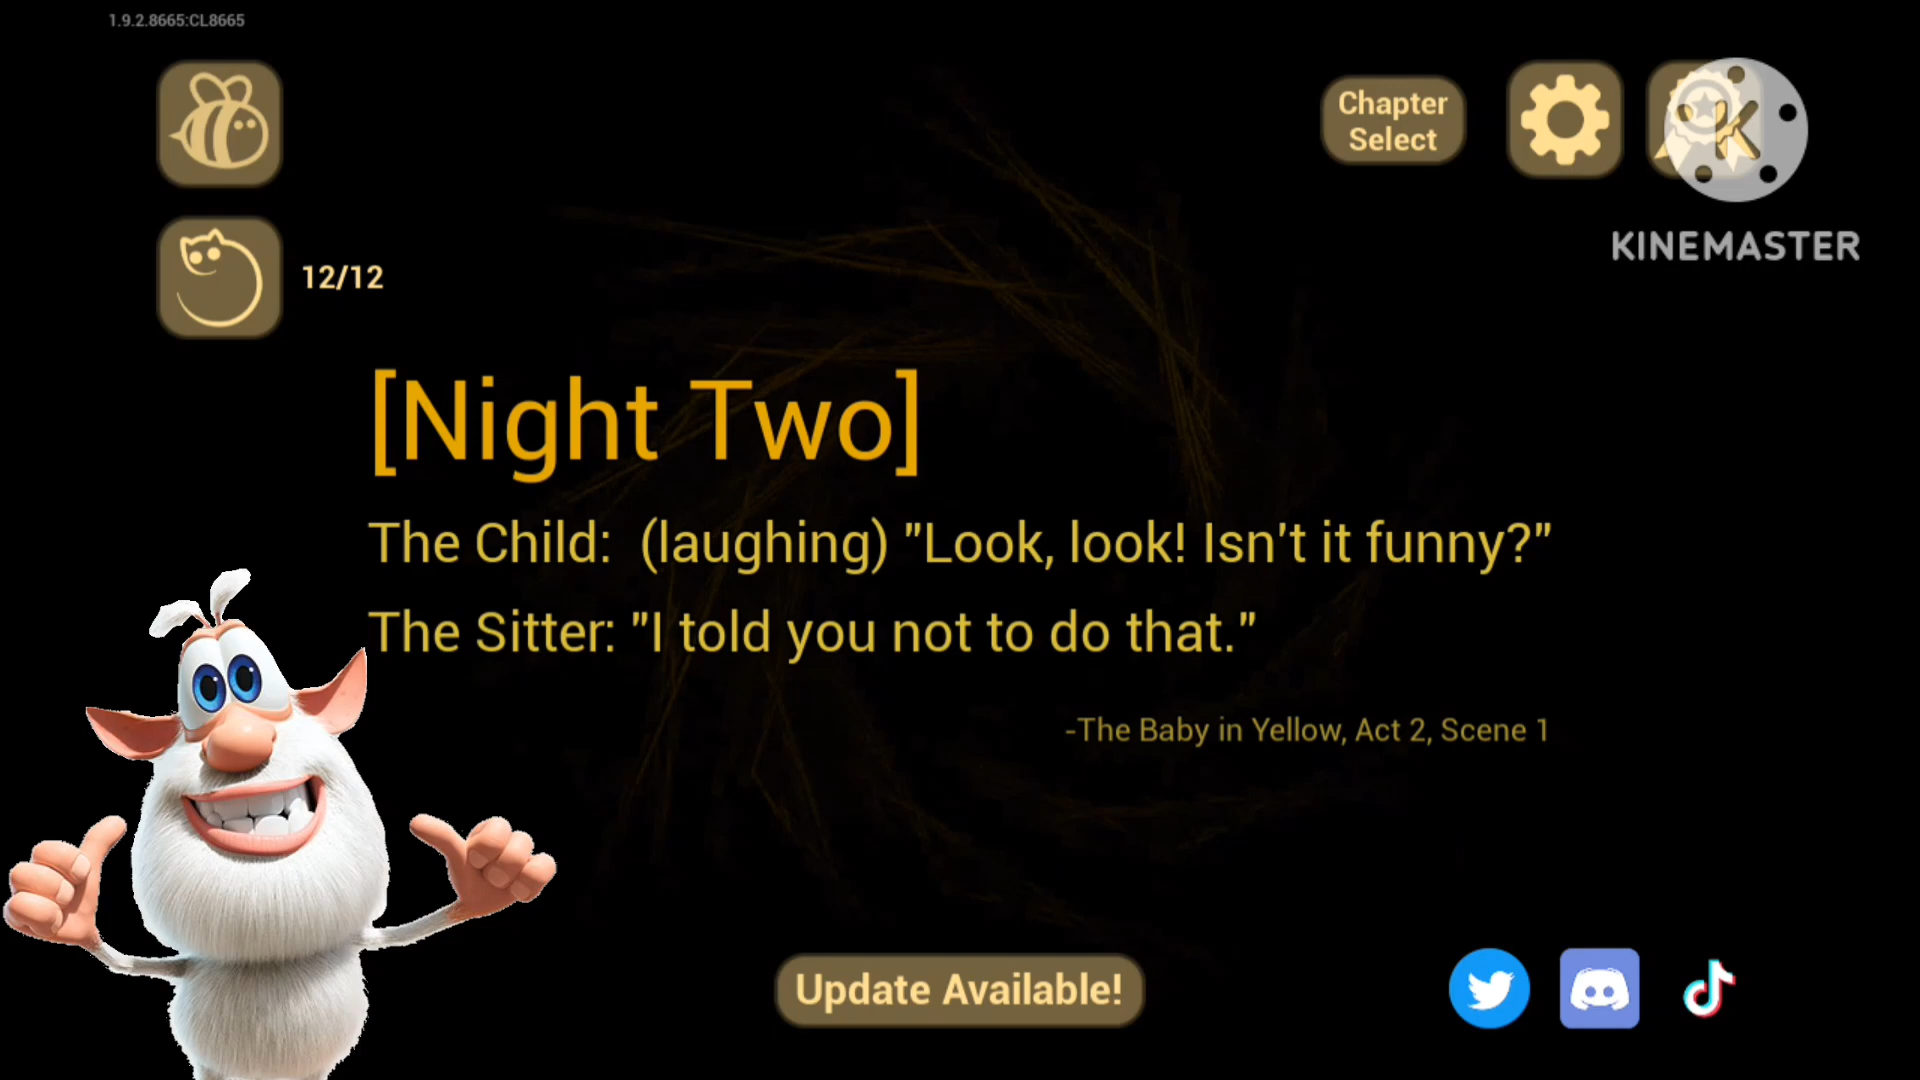 1.9.2.8665:CL8665
Chapter
Select
K
KINEMASTER
12/12
[Night Two]
The Child:  (laughing) "Look, look! Isn't it funny?"
The Sitter: "I told you not to do that."
-The Baby in Yellow, Act 2, Scene 1
Update Available!